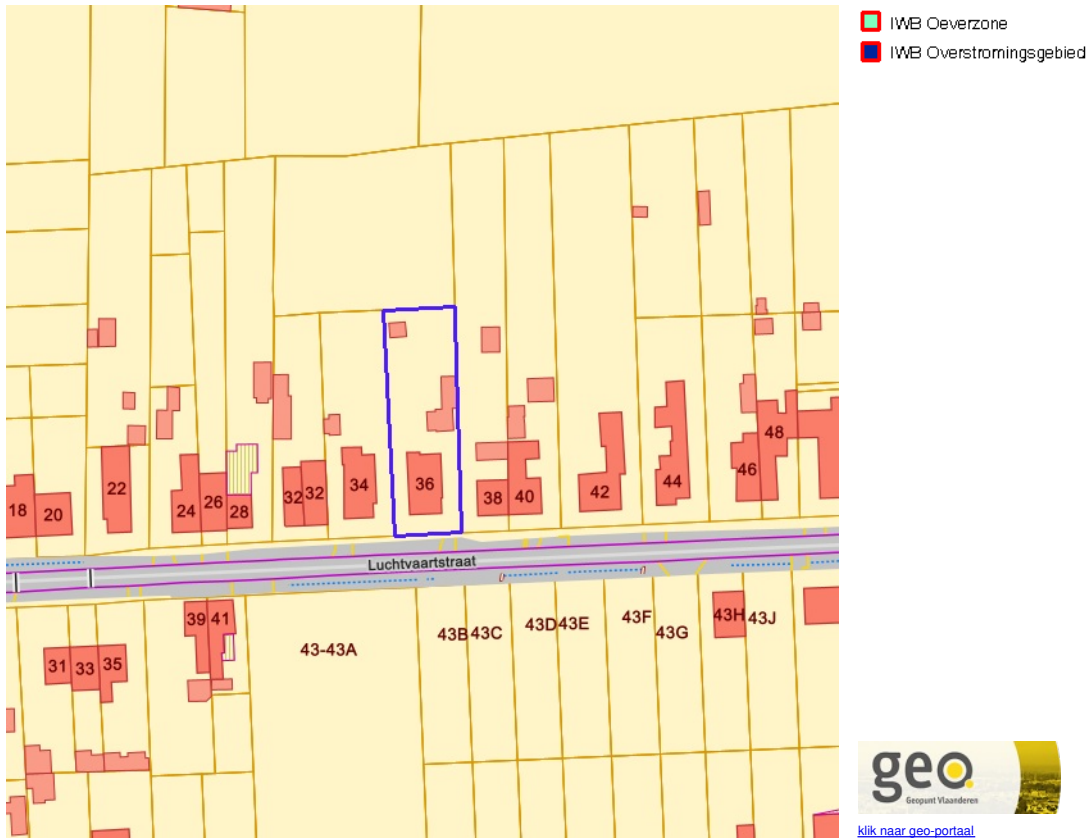 IWB Oeverzone
IWB Overstromingsgebied
18
20
22
24
26
28
32
32
34
36
38
40
42
44
46
48
Luchtvaartstraat
31
33
35
39
41
43-43A
43B
43C
43D
43E
43F
43G
43H
43J
geo
Geopunt Vlaanderen
klik naar geo-portaal